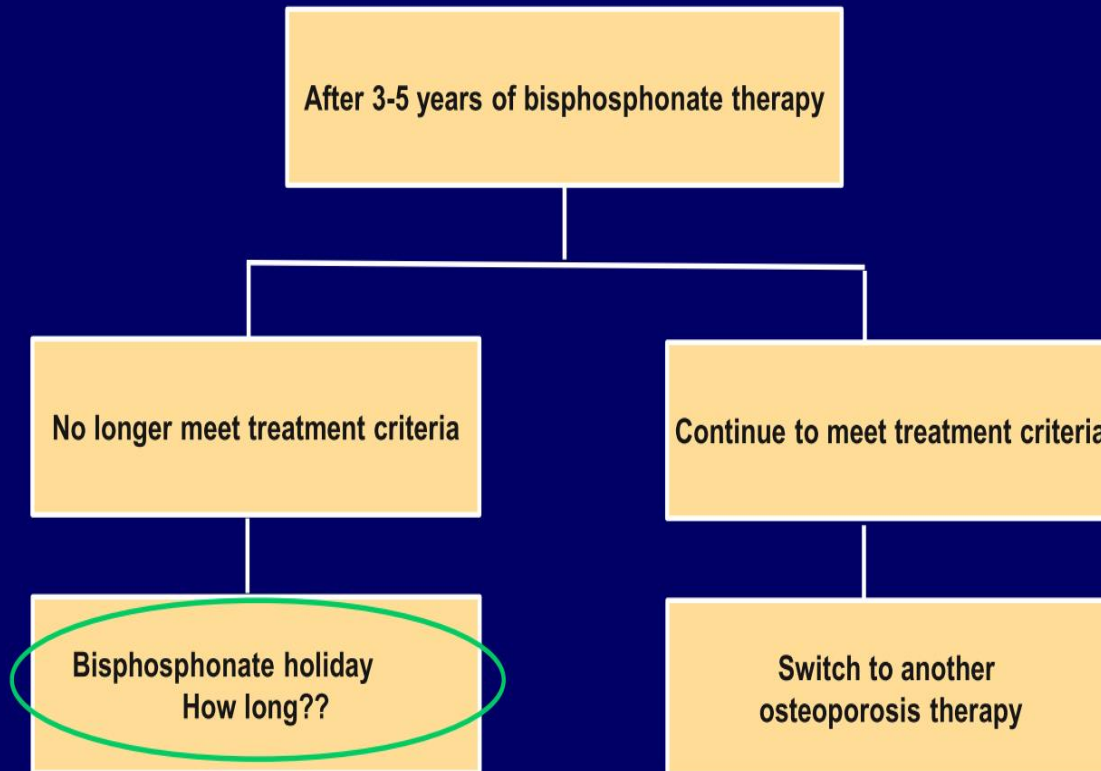 After 3-5 years of bisphosphonate therapy
No longer meet treatment criteria
Continue to meet treatment criteria
Bisphosphonate holiday
How long??
Switch to another
osteoporosis therapy